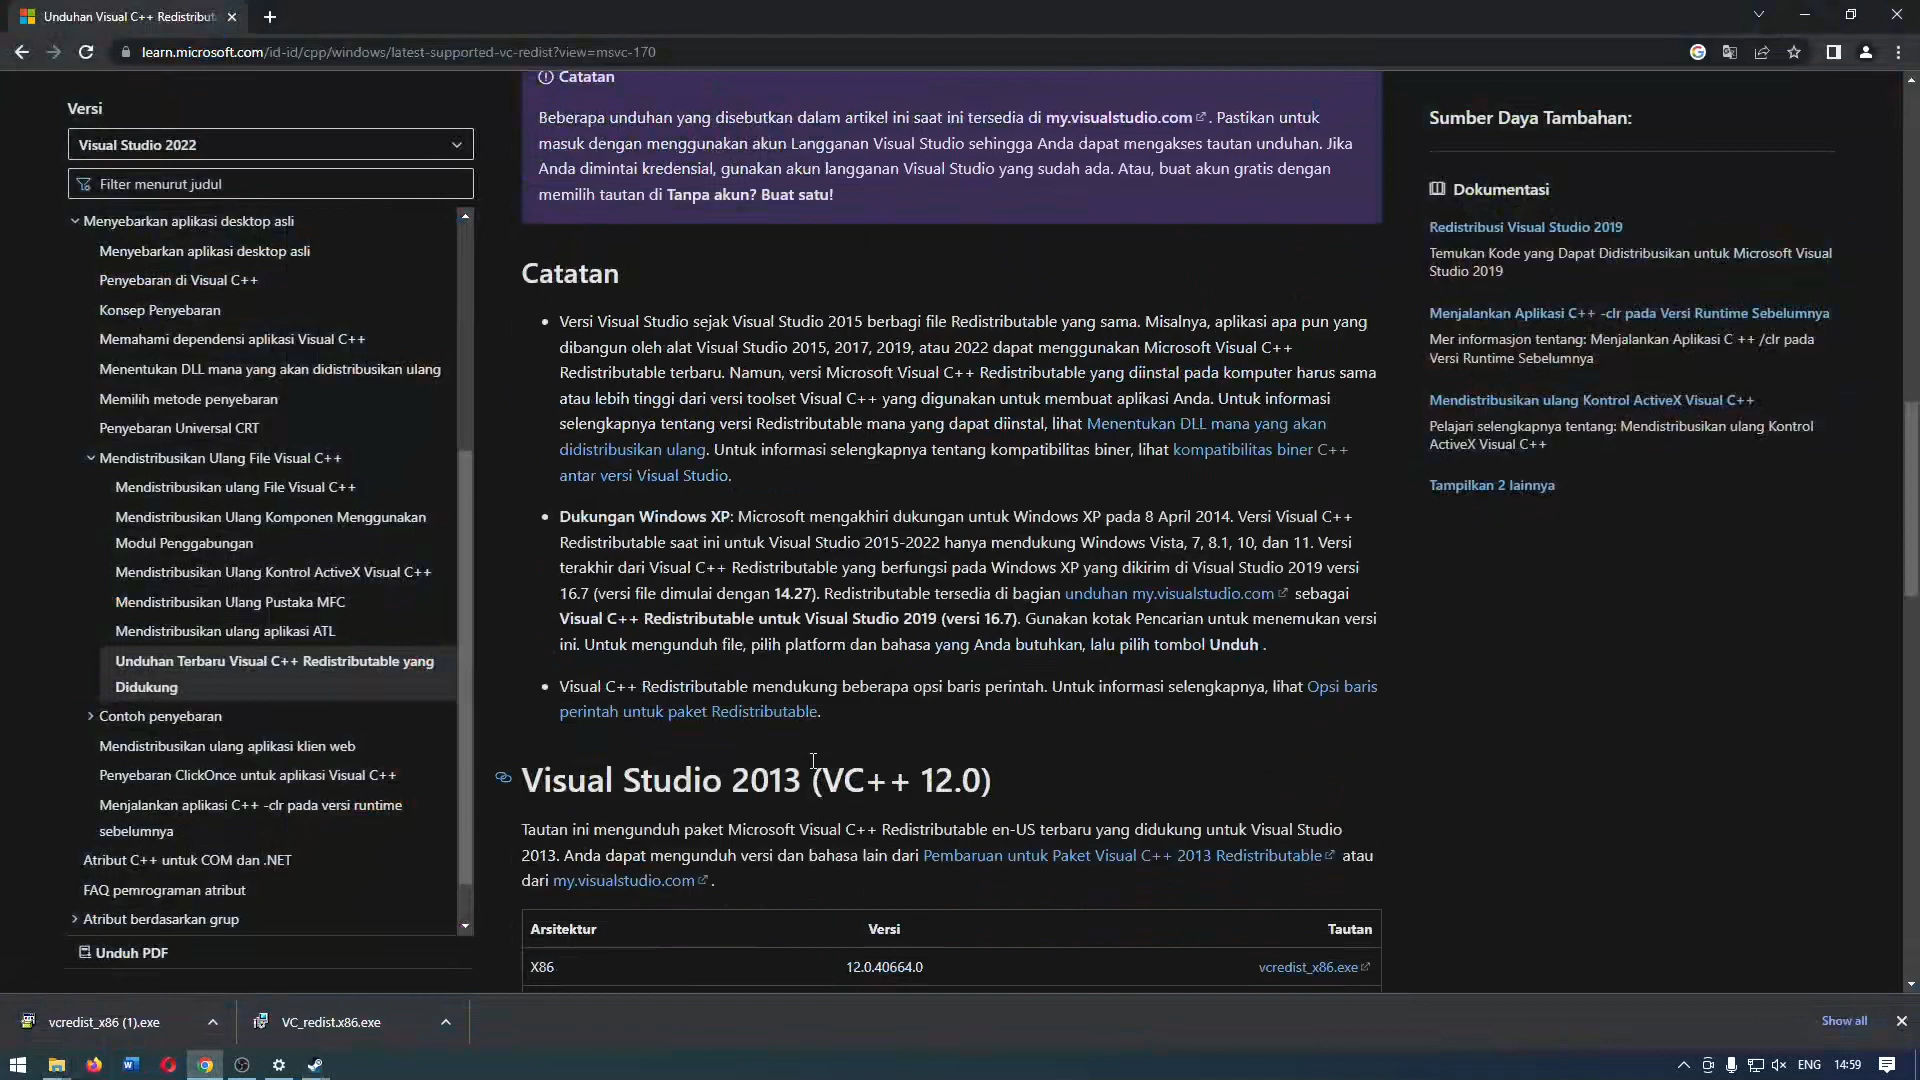 Unduhan Visual C++ Redistribut
learn.microsoft.com/id-id/cpp/windows/latest-supported-vc-redist?view=msvc-170
Versi
Visual Studio 2022
Filter menurut judul
Menyebarkan aplikasi desktop asli
Menyebarkan aplikasi desktop asli
Penyebaran di Visual C++
Konsep Penyebaran
Memahami dependensi aplikasi Visual C++
Menentukan DLL mana yang akan didistribusikan ulang
Memilih metode penyebaran
Penyebaran Universal CRT
Mendistribusikan Ulang File Visual C++
Mendistribusikan ulang File Visual C++
Mendistribusikan Ulang Komponen Menggunakan
Modul Penggabungan
Mendistribusikan Ulang Kontrol ActiveX Visual C++
Mendistribusikan Ulang Pustaka MFC
Mendistribusikan ulang aplikasi ATL
Unduhan Terbaru Visual C++ Redistributable yang
Didukung
Contoh penyebaran
Mendistribusikan ulang aplikasi klien web
Penyebaran ClickOnce untuk aplikasi Visual C++
Menjalankan aplikasi C++ -clr pada versi runtime
sebelumnya
Atribut C++ untuk COM dan .NET
FAQ pemrograman atribut
Atribut berdasarkan grup
Unduh PDF
Catatan
Beberapa unduhan yang disebutkan dalam artikel ini saat ini tersedia di my.visualstudio.com . Pastikan untuk
masuk dengan menggunakan akun Langganan Visual Studio sehingga Anda dapat mengakses tautan unduhan. Jika
Anda dimintai kredensial, gunakan akun langganan Visual Studio yang sudah ada. Atau, buat akun gratis dengan
memilih tautan di Tanpa akun? Buat satu!
Catatan
• Versi Visual Studio sejak Visual Studio 2015 berbagi file Redistributable yang sama. Misalnya, aplikasi apa pun yang
dibangun oleh alat Visual Studio 2015, 2017, 2019, atau 2022 dapat menggunakan Microsoft Visual C++
Redistributable terbaru. Namun, versi Microsoft Visual C++ Redistributable yang diinstal pada komputer harus sama
atau lebih tinggi dari versi toolset Visual C++ yang digunakan untuk membuat aplikasi Anda. Untuk informasi
selengkapnya tentang versi Redistributable mana yang dapat diinstal, lihat Menentukan DLL mana yang akan
didistribusikan ulang. Untuk informasi selengkapnya tentang kompatibilitas biner, lihat kompatibilitas biner C++
antar versi Visual Studio.
• Dukungan Windows XP: Microsoft mengakhiri dukungan untuk Windows XP pada 8 April 2014. Versi Visual C++
Redistributable saat ini untuk Visual Studio 2015-2022 hanya mendukung Windows Vista, 7, 8.1, 10, dan 11. Versi
terakhir dari Visual C++ Redistributable yang berfungsi pada Windows XP yang dikirim di Visual Studio 2019 versi
16.7 (versi file dimulai dengan 14.27). Redistributable tersedia di bagian unduhan my.visualstudio.com sebagai
Visual C++ Redistributable untuk Visual Studio 2019 (versi 16.7). Gunakan kotak Pencarian untuk menemukan versi
ini. Untuk mengunduh file, pilih platform dan bahasa yang Anda butuhkan, lalu pilih tombol Unduh .
• Visual C++ Redistributable mendukung beberapa opsi baris perintah. Untuk informasi selengkapnya, lihat Opsi baris
perintah untuk paket Redistributable.
Visual Studio 2013 (VC++ 12.0)
Tautan ini mengunduh paket Microsoft Visual C++ Redistributable en-US terbaru yang didukung untuk Visual Studio
2013. Anda dapat mengunduh versi dan bahasa lain dari Pembaruan untuk Paket Visual C++ 2013 Redistributable atau
dari my.visualstudio.com .
Arsitektur Versi Tautan
X86 12.0.40664.0 vcredist_x86.exe
Sumber Daya Tambahan:
Dokumentasi
Redistribusi Visual Studio 2019
Temukan Kode yang Dapat Didistribusikan untuk Microsoft Visual
Studio 2019
Menjalankan Aplikasi C++ -clr pada Versi Runtime Sebelumnya
Mer informasjon tentang: Menjalankan Aplikasi C ++ /clr pada
Versi Runtime Sebelumnya
Mendistribusikan ulang Kontrol ActiveX Visual C++
Pelajari selengkapnya tentang: Mendistribusikan ulang Kontrol
ActiveX Visual C++
Tampilkan 2 lainnya
vcredist_x86 (1).exe
VC_redist.x86.exe
Show all
ENG
14:59